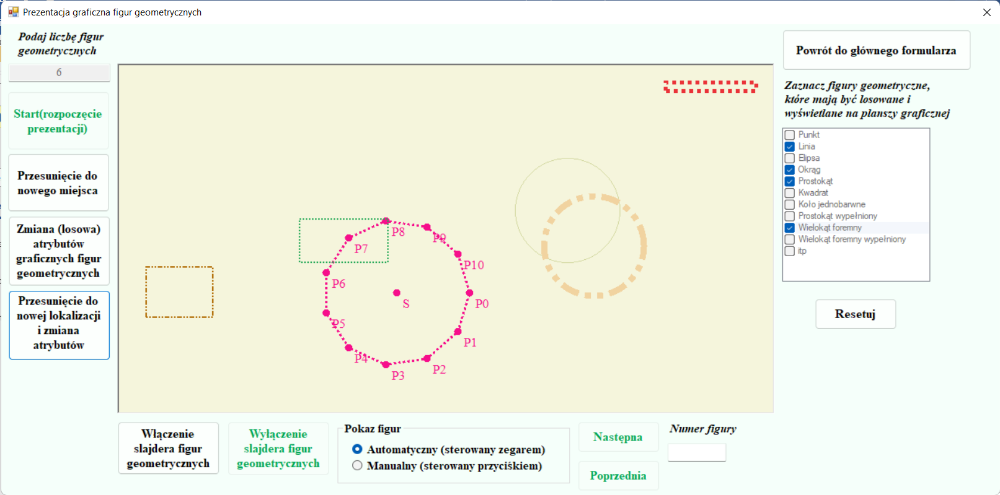 Prezentacja graficzna figur geometrycznych
Podaj liczbę figur
geometrycznych
6
Start(rozpoczęcie
prezentacji)
Przesunięcie do
nowego miejsca
Zmiana (losowa)
atrybutów
graficznych figur
geometrycznych
Przesunięcie do
nowej lokalizacji
i zmiana
atrybutów
P8
P9
P7
P10
P6
S
P0
P5
P1
P4
P2
P3
Powrót do głównego formularza
Zaznacz figury geometryczne,
które mają być losowane i
wyświetlane na planszy graficznej
Punkt
Linia
Elipsa
Okrąg
Prostokąt
Kwadrat
Koło jednobarwne
Prostokąt wypełniony
Wielokąt foremny
Wielokąt foremny wypełniony
itp
Resetuj
Włączenie
slajdera figur
geometrycznych
Wyłączenie
slajdera figur
geometrycznych
Pokaz figur
Automatyczny (sterowany zegarem)
Manualny (sterowany przyciśkiem)
Następna
Poprzednia
Numer figury